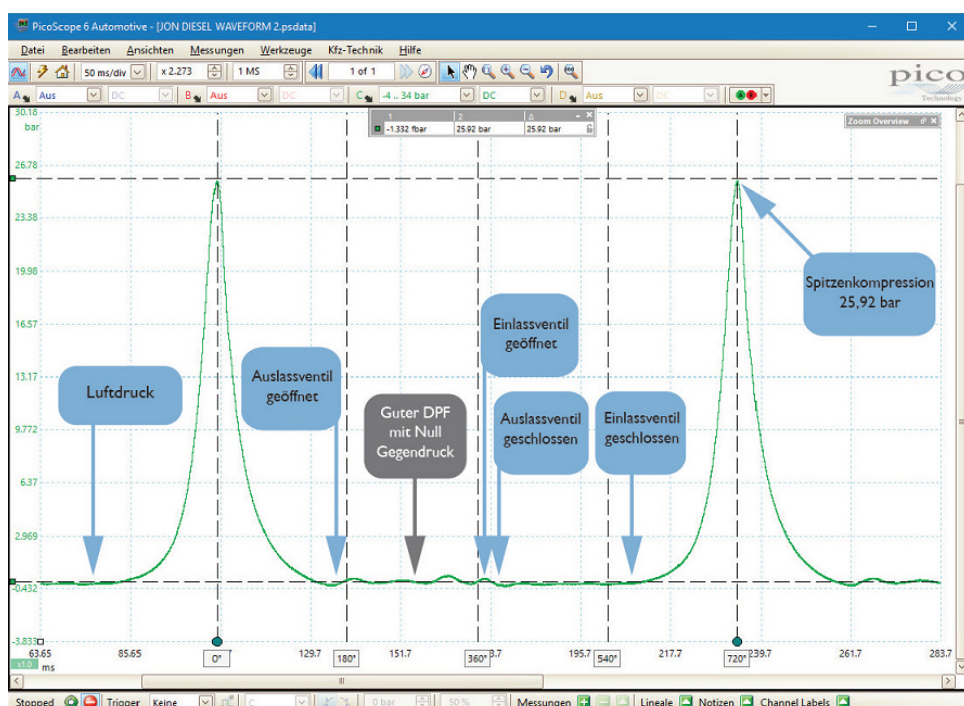 PicoScope 6 Automotive - [JON DIESEL WAVEFORM 2.psdata]
Datei Bearbeiten Ansichten Messungen Werkzeuge Kfz-Technik Hilfe
50 ms/div x 2.273 1 MS 1 of 1
pico
Technology
A Aus DC B Aus DC C -4 .. 34 bar DC D Aus DC
30.18
bar
1 2 Δ
-1.332 fbar 25.92 bar 25.92 bar
Zoom Overview
26.78
23.38
19.98
16.57
13.17
9.772
6.37
2.969
-0.432
-3.833
Luftdruck
Auslassventil
geöffnet
Guter DPF
mit Null
Gegendruck
Einlassventil
geöffnet
Auslassventil
geschlossen
Einlassventil
geschlossen
Spitzenkompression
25,92 bar
63.65 85.65 0° 129.7 180° 151.7 360° 3.7 195.7 540° 217.7 720° 239.7 261.7 283.7
x1.0 ms
Stopped Trigger Keine C 0 bar 50 % Messungen Lineale Notizen Channel Labels